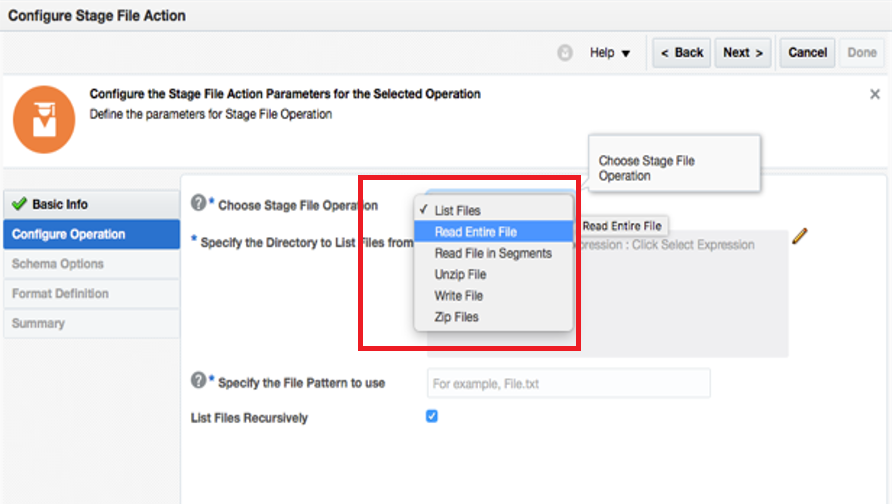 Configure Stage File Action
Help
< Back
Next >
Cancel
Done
Configure the Stage File Action Parameters for the Selected Operation
Define the parameters for Stage File Operation
Choose Stage File
Operation
Basic Info
Configure Operation
Schema Options
Format Definition
Summary
* Choose Stage File Operation
✓ List Files
Read Entire File
Read File in Segments
Unzip File
Write File
Zip Files
Read Entire File
* Specify the Directory to List Files from
expression : Click Select Expression
* Specify the File Pattern to use
For example, File.txt
List Files Recursively